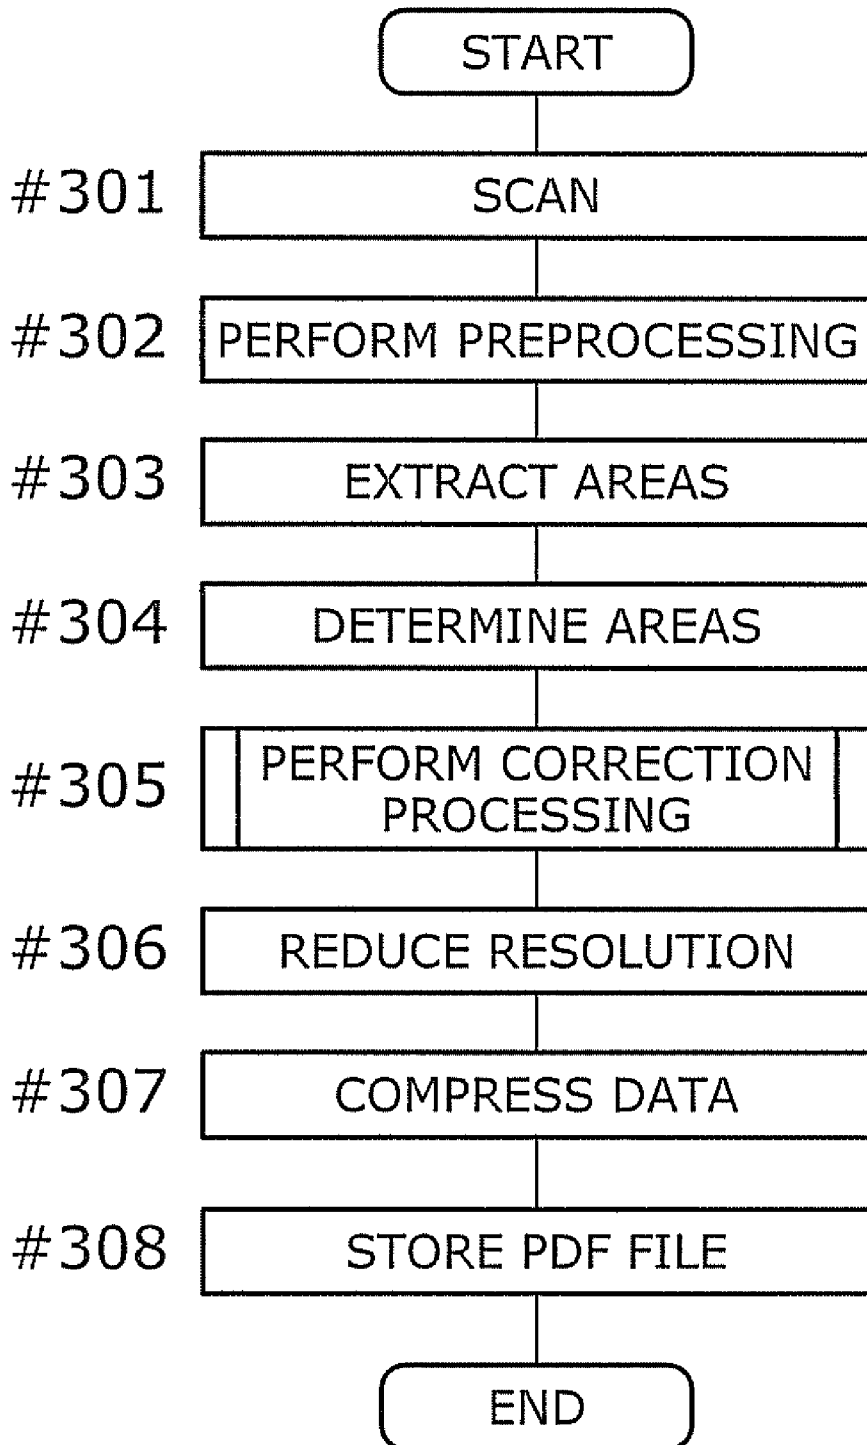 START
#301 SCAN
#302 PERFORM PREPROCESSING
#303 EXTRACT AREAS
#304 DETERMINE AREAS
#305 PERFORM CORRECTION
PROCESSING
#306 REDUCE RESOLUTION
#307 COMPRESS DATA
#308 STORE PDF FILE
END